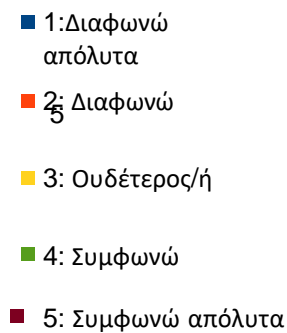 1:Διαφωνώ
απόλυτα
2: Διαφωνώ
5
3: Ουδέτερος/ή
4: Συμφωνώ
5: Συμφωνώ απόλυτα